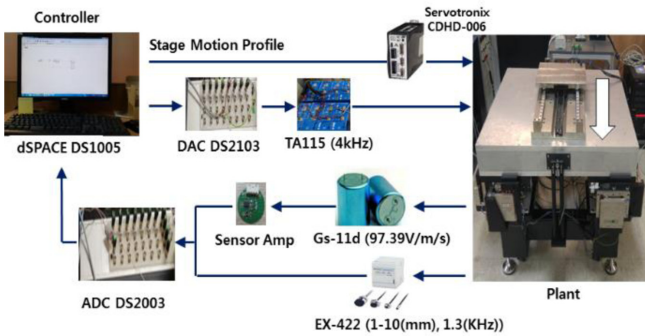 Servotronix
CDHD-006
Controller
Stage Motion Profile
dSPACE DS1005
DAC DS2103
TA115 (4kHz)
Sensor Amp
Gs-11d (97.39V/m/s)
ADC DS2003
EX-422 (1-10(mm), 1.3(KHz))
Plant